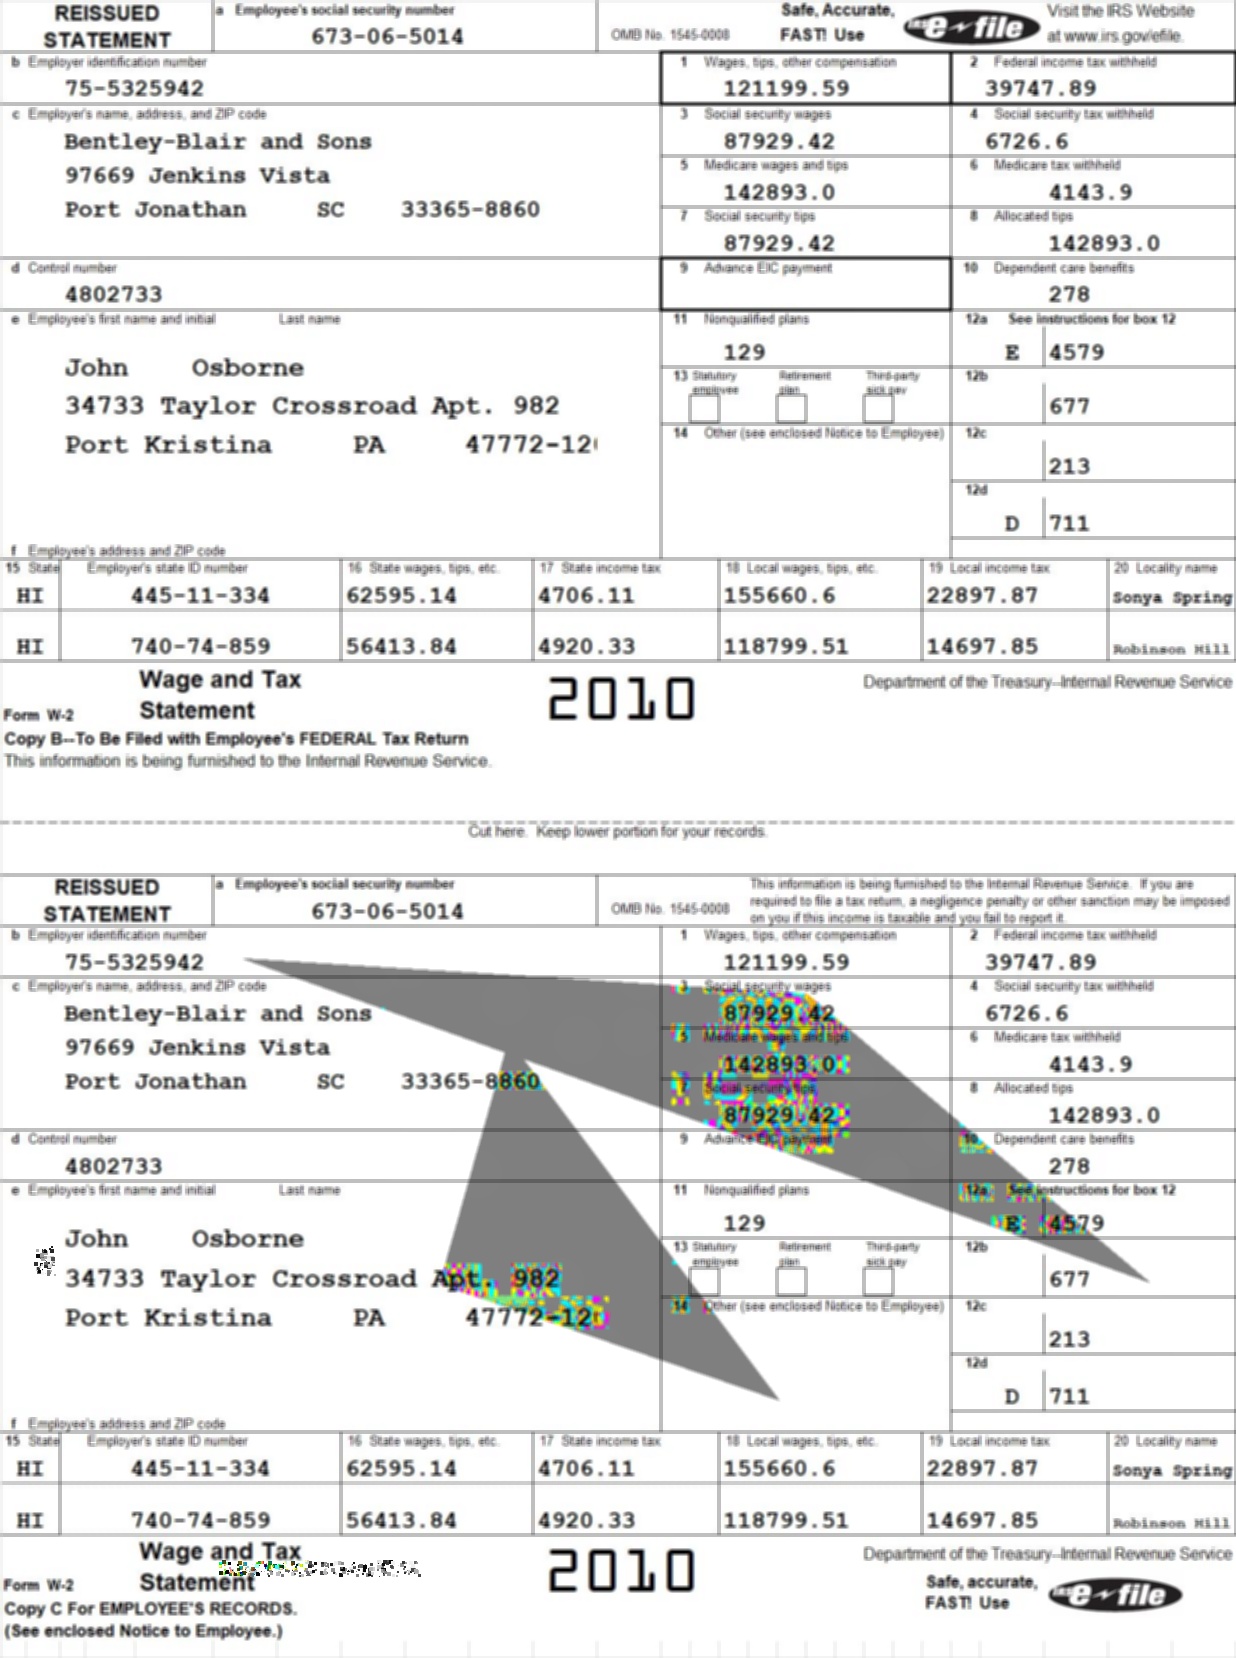 REISSUED STATEMENT
a Employee's social security number
673-06-5014
OMB No. 1545-0008
Safe, Accurate, FAST! Use
IRS e-file
Visit the IRS Website at www.irs.gov/efile.
b Employer identification number
75-5325942
1 Wages, tips, other compensation
121199.59
2 Federal income tax withheld
39747.89
c Employer's name, address, and ZIP code
Bentley-Blair and Sons
97669 Jenkins Vista
Port Jonathan SC 33365-8860
3 Social security wages
87929.42
4 Social security tax withheld
6726.6
5 Medicare wages and tips
142893.0
6 Medicare tax withheld
4143.9
7 Social security tips
87929.42
8 Allocated tips
142893.0
d Control number
4802733
9 Advance EIC payment
10 Dependent care benefits
278
e Employee's first name and initial Last name
John Osborne
34733 Taylor Crossroad Apt. 982
Port Kristina PA 47772-12
11 Nonqualified plans
129
12a See instructions for box 12
E 4579
13 Statutory employee Retirement plan Third-party sick pay
12b
677
14 Other (see enclosed Notice to Employee)
12c
213
12d
D 711
f Employee's address and ZIP code
15 State Employer's state ID number 16 State wages, tips, etc. 17 State income tax 18 Local wages, tips, etc. 19 Local income tax 20 Locality name
HI 445-11-334 62595.14 4706.11 155660.6 22897.87 Sonya Spring
HI 740-74-859 56413.84 4920.33 118799.51 14697.85 Robinson Hill
Form W-2 Wage and Tax Statement
2010
Department of the Treasury--Internal Revenue Service
Copy B--To Be Filed with Employee's FEDERAL Tax Return
This information is being furnished to the Internal Revenue Service.
Cut here. Keep lower portion for your records.
REISSUED STATEMENT
a Employee's social security number
673-06-5014
OMB No. 1545-0008
This information is being furnished to the Internal Revenue Service. If you are
required to file a tax return, a negligence penalty or other sanction may be imposed
on you if this income is taxable and you fail to report it.
b Employer identification number
75-5325942
1 Wages, tips, other compensation
121199.59
2 Federal income tax withheld
39747.89
c Employer's name, address, and ZIP code
Bentley-Blair and Sons
97669 Jenkins Vista
Port Jonathan SC 33365-8860
3 Social security wages
87929.42
4 Social security tax withheld
6726.6
5 Medicare wages and tips
142893.0
6 Medicare tax withheld
4143.9
7 Social security tips
87929.42
8 Allocated tips
142893.0
d Control number
4802733
9 Advance EIC payment
10 Dependent care benefits
278
e Employee's first name and initial Last name
John Osborne
34733 Taylor Crossroad Apt. 982
Port Kristina PA 47772-12
11 Nonqualified plans
129
12a See instructions for box 12
E 4579
13 Statutory employee Retirement plan Third-party sick pay
12b
677
14 Other (see enclosed Notice to Employee)
12c
213
12d
D 711
f Employee's address and ZIP code
15 State Employer's state ID number 16 State wages, tips, etc. 17 State income tax 18 Local wages, tips, etc. 19 Local income tax 20 Locality name
HI 445-11-334 62595.14 4706.11 155660.6 22897.87 Sonya Spring
HI 740-74-859 56413.84 4920.33 118799.51 14697.85 Robinson Hill
Form W-2 Wage and Tax Statement
2010
Department of the Treasury--Internal Revenue Service
Copy C For EMPLOYEE'S RECORDS.
(See enclosed Notice to Employee.)
Safe, accurate, FAST! Use
IRS e-file